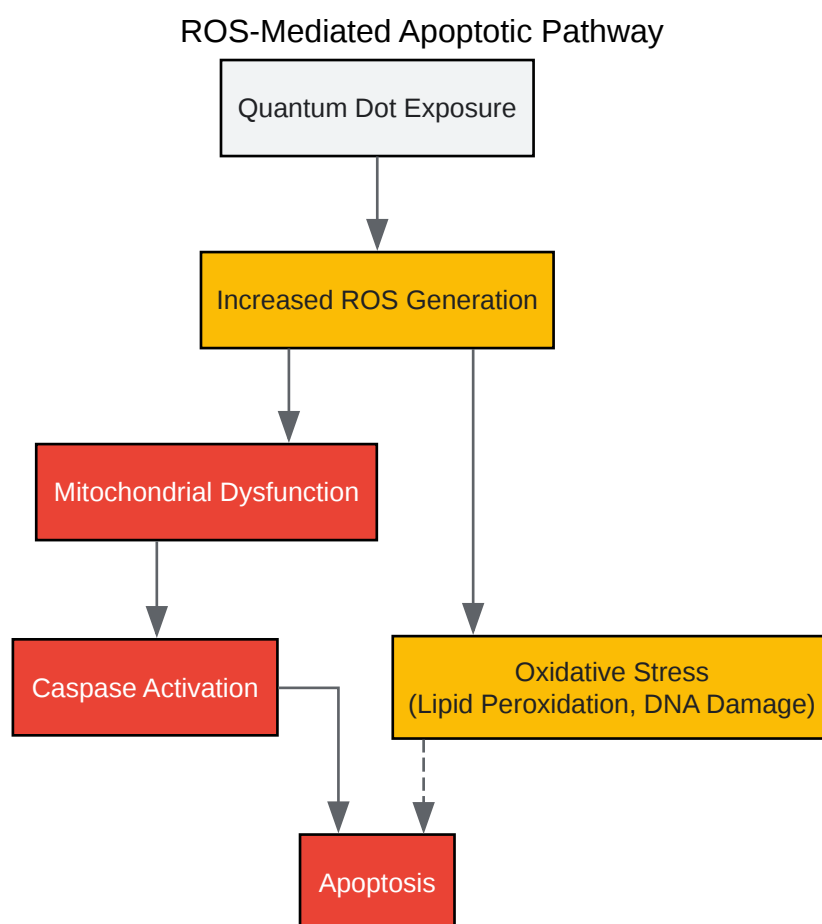 ROS-Mediated Apoptotic Pathway
Quantum Dot Exposure
Increased ROS Generation
Mitochondrial Dysfunction
Caspase Activation
Oxidative Stress
(Lipid Peroxidation, DNA Damage)
Apoptosis